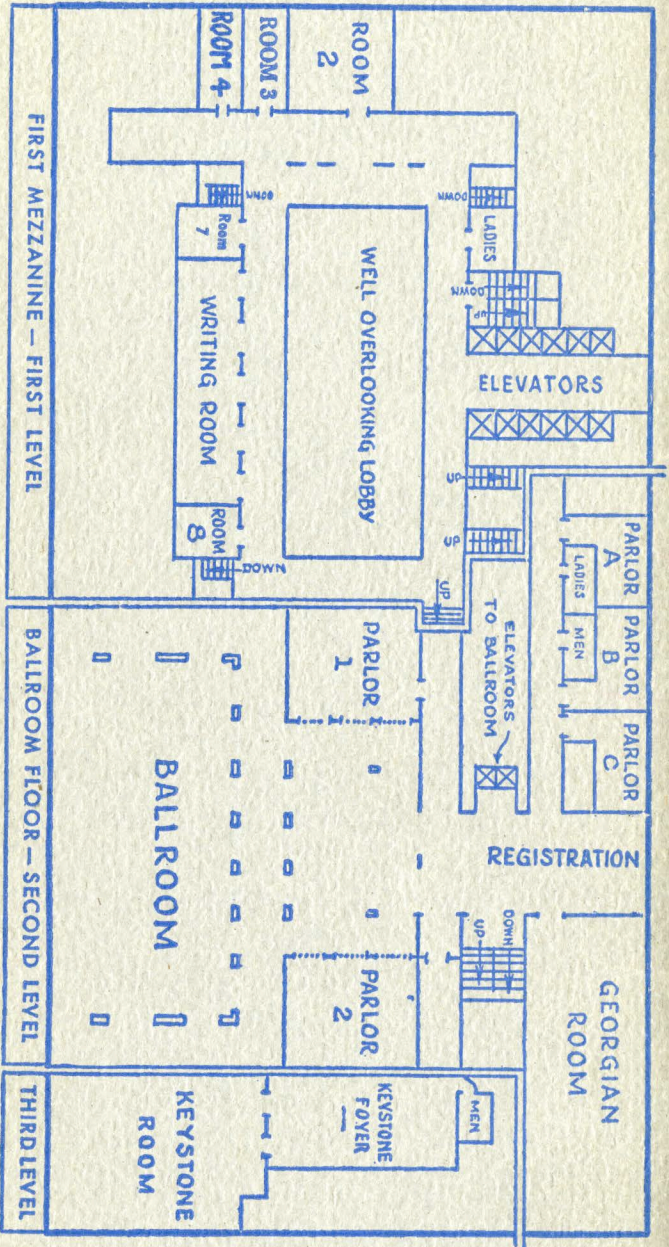 ROOM
2
ROOM 3
ROOM 4
DOWN
Room
7
WRITING ROOM
ROOM
8
DOWN
WELL OVERLOOKING LOBBY
DOWN
LADIES
DOWN
UP
ELEVATORS
UP
UP
UP
FIRST MEZZANINE — FIRST LEVEL
PARLOR
A
LADIES
PARLOR
B
MEN
PARLOR
C
ELEVATORS
TO BALLROOM
REGISTRATION
PARLOR
1
BALLROOM
PARLOR
2
DOWN
UP
GEORGIAN
ROOM
BALLROOM FLOOR — SECOND LEVEL
MEN
KEYSTONE
FOYER
KEYSTONE
ROOM
THIRD LEVEL